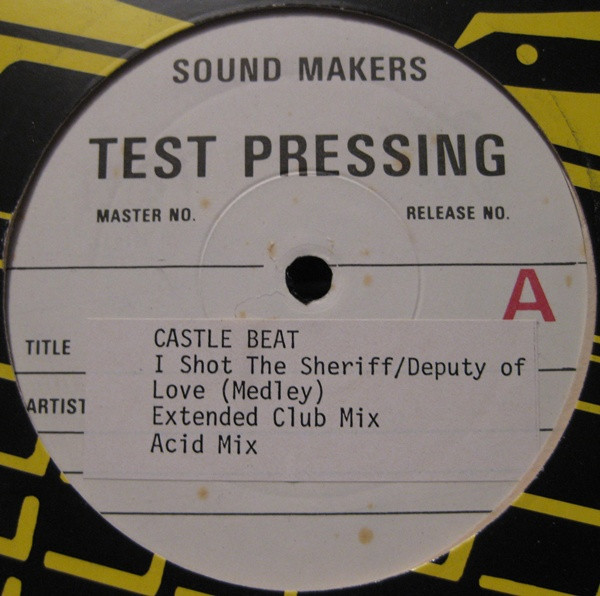 SOUND MAKERS
TEST PRESSING
MASTER NO. RELEASE NO.
A
TITLE
ARTIST
CASTLE BEAT
I Shot The Sheriff/Deputy of
Love (Medley)
Extended Club Mix
Acid Mix